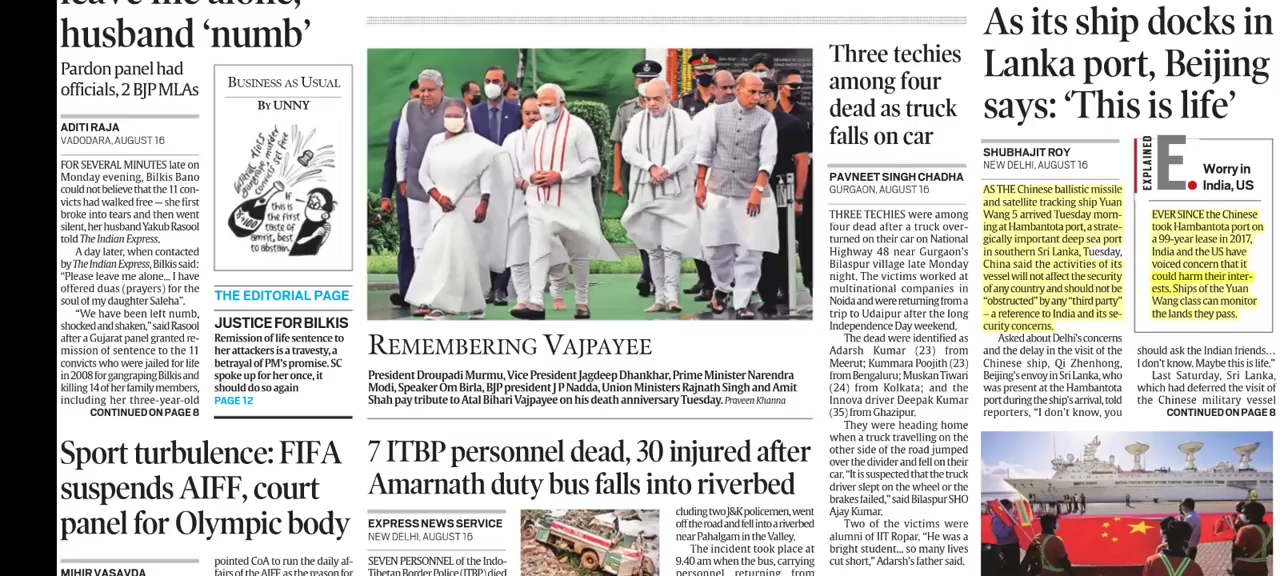 leave me alone,
husband ‘numb’
Pardon panel had
officials, 2 BJP MLAs
ADITI RAJA
VADODARA, AUGUST 16
FOR SEVERAL MINUTES late on
Monday evening, Bilkis Bano
could not believe that the 11 con-
victs had walked free — she first
broke into tears and then went
silent, her husband Yakub Rasool
told The Indian Express.
A day later, when contacted
by The Indian Express, Bilkis said:
“Please leave me alone... I have
offered duas (prayers) for the
soul of my daughter Saleha”.
“We have been left numb,
shocked and shaken,” said Rasool
after a Gujarat panel granted re-
mission of sentence to the 11
convicts who were jailed for life
in 2008 for gangraping Bilkis and
killing 14 of her family members,
including her three-year-old
CONTINUED ON PAGE 8
BUSINESS AS USUAL
BY UNNY
Gujarat riots
gangrape, murder
convicts set free
If
this is
the first
taste of
amrit, best
to abstain.
THE EDITORIAL PAGE
JUSTICE FOR BILKIS
Remission of life sentence to
her attackers is a travesty, a
betrayal of PM’s promise. SC
spoke up for her once, it
should do so again
PAGE 12
REMEMBERING VAJPAYEE
President Droupadi Murmu, Vice President Jagdeep Dhankhar, Prime Minister Narendra
Modi, Speaker Om Birla, BJP president J P Nadda, Union Ministers Rajnath Singh and Amit
Shah pay tribute to Atal Bihari Vajpayee on his death anniversary Tuesday. Praveen Khanna
Three techies
among four
dead as truck
falls on car
PAVNEET SINGH CHADHA
GURGAON, AUGUST 16
THREE TECHIES were among
four dead after a truck over-
turned on their car on National
Highway 48 near Gurgaon’s
Bilaspur village late Monday
night. The victims worked at
multinational companies in
Noida and were returning from a
trip to Udaipur after the long
Independence Day weekend.
The dead were identified as
Adarsh Kumar (23) from
Meerut; Kummara Poojith (23)
from Bengaluru; Muskan Tiwari
(24) from Kolkata; and the
Innova driver Deepak Kumar
(35) from Ghazipur.
They were heading home
when a truck travelling on the
other side of the road jumped
over the divider and fell on their
car. “It is suspected that the truck
driver slept on the wheel or the
brakes failed,” said Bilaspur SHO
Ajay Kumar.
Two of the victims were
alumni of IIT Ropar. “He was a
bright student... so many lives
cut short,” Adarsh’s father said.
As its ship docks in
Lanka port, Beijing
says: ‘This is life’
SHUBHAJIT ROY
NEW DELHI, AUGUST 16
AS THE Chinese ballistic missile
and satellite tracking ship Yuan
Wang 5 arrived Tuesday morn-
ing at Hambantota port, a strate-
gically important deep sea port
in southern Sri Lanka, Tuesday,
China said the activities of its
vessel will not affect the security
of any country and should not be
“obstructed” by any “third party”
– a reference to India and its se-
curity concerns.
Asked about Delhi’s concerns
and the delay in the visit of the
Chinese ship, Qi Zhenhong,
Beijing’s envoy in Sri Lanka, who
was present at the Hambantota
port during the ship’s arrival, told
reporters, “I don’t know, you
EXPLAINED
E.
Worry in
India, US
EVER SINCE the Chinese
took Hambantota port on
a 99-year lease in 2017,
India and the US have
voiced concern that it
could harm their inter-
ests. Ships of the Yuan
Wang class can monitor
the lands they pass.
should ask the Indian friends...
I don’t know. Maybe this is life.”
Last Saturday, Sri Lanka,
which had deferred the visit of
the Chinese military vessel
CONTINUED ON PAGE 8
Sport turbulence: FIFA
suspends AIFF, court
panel for Olympic body
MIHIR VASAVDA
pointed CoA to run the daily af-
fairs of the AIFF as the reason for
7 ITBP personnel dead, 30 injured after
Amarnath duty bus falls into riverbed
EXPRESS NEWS SERVICE
NEW DELHI, AUGUST 16
SEVEN PERSONNEL of the Indo-
Tibetan Border Police (ITBP) died
cluding two J&K policemen, went
off the road and fell into a riverbed
near Pahalgam in the Valley.
The incident took place at
9.40 am when the bus, carrying
personnel returning from